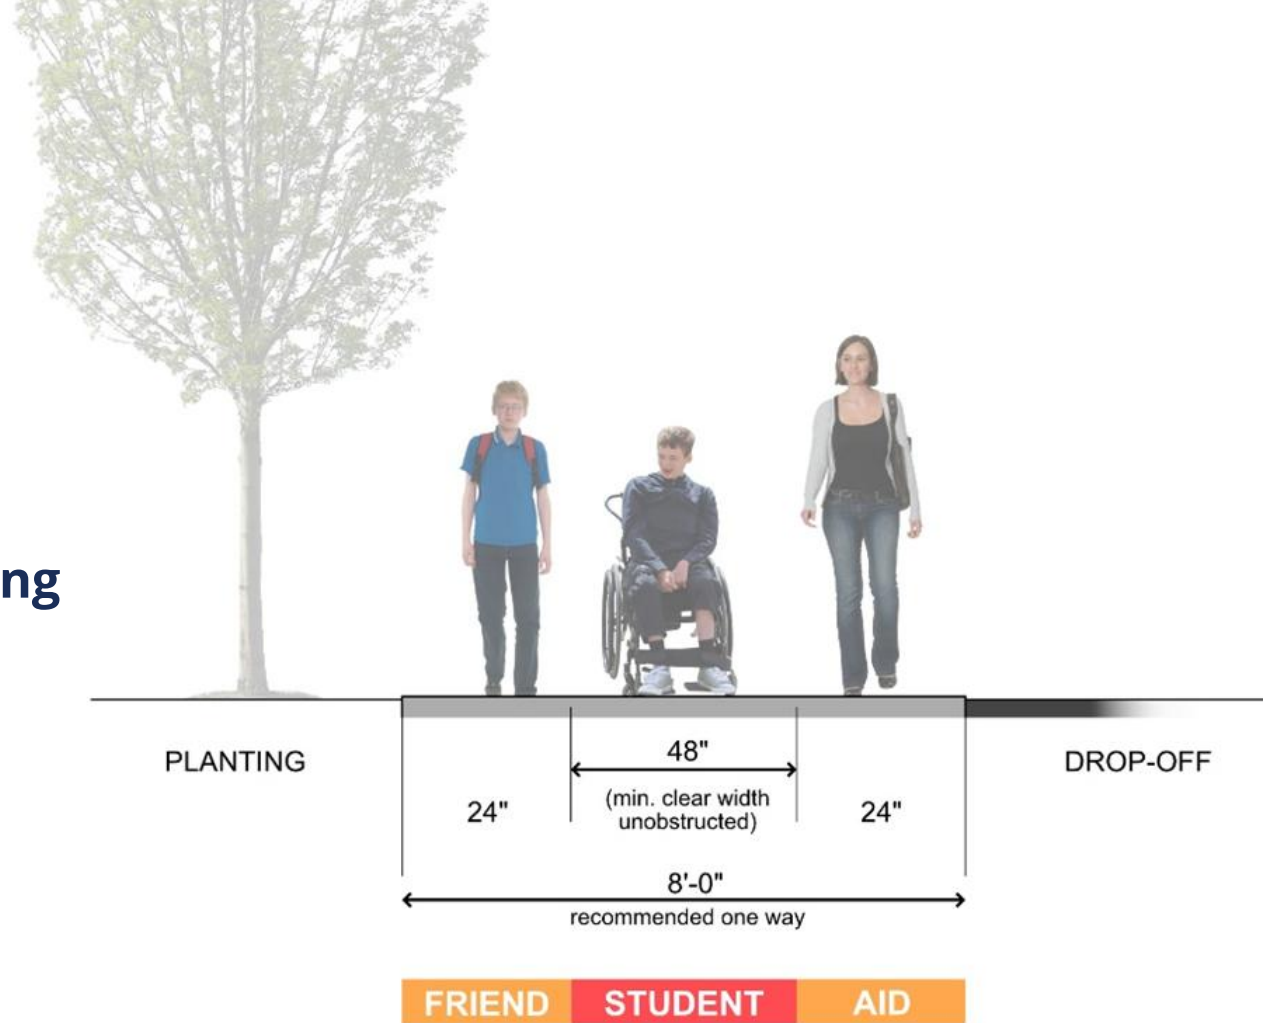 ng
PLANTING
48"
DROP-OFF
(min. clear width
unobstructed)
24"
24"
8'-0"
recommended one way
FRIEND
STUDENT
AID